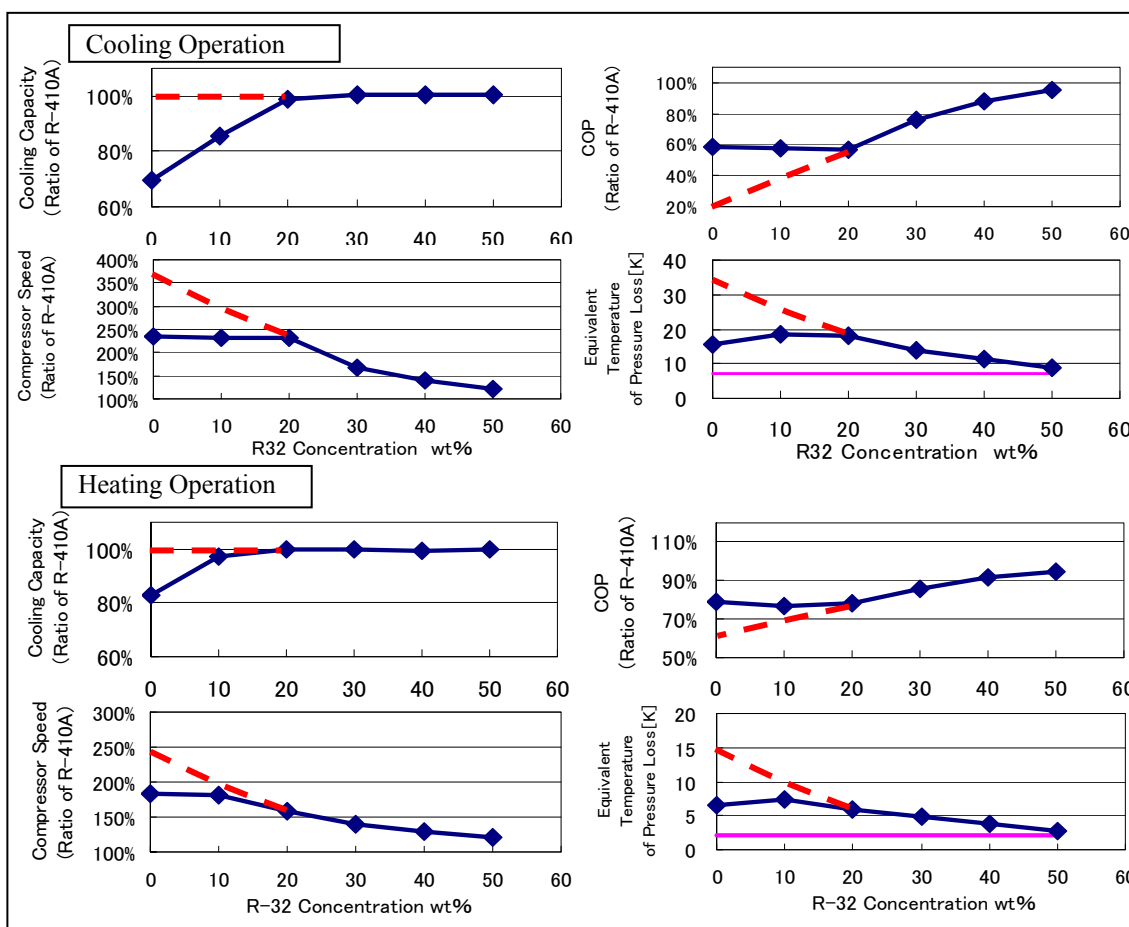 Cooling Operation
Cooling Capacity
(Ratio of R-410A)
100%
80%
60%
0 10 20 30 40 50 60
COP
(Ratio of R-410A)
100%
80%
60%
40%
20%
0 10 20 30 40 50 60
Compressor Speed
(Ratio of R-410A)
400%
350%
300%
250%
200%
150%
100%
0 10 20 30 40 50 60
R32 Concentration wt%
Equivalent
Temperature
of Pressure Loss[K]
40
30
20
10
0
0 10 20 30 40 50 60
R32 Concentration wt%
Heating Operation
Cooling Capacity
(Ratio of R-410A)
100%
80%
60%
0 10 20 30 40 50 60
COP
(Ratio of R-410A)
110%
90%
70%
50%
0 10 20 30 40 50 60
Compressor Speed
(Ratio of R-410A)
300%
250%
200%
150%
100%
0 10 20 30 40 50 60
R-32 Concentration wt%
Equivalent
Temperature
of Pressure Loss[K]
20
15
10
5
0
0 10 20 30 40 50 60
R-32 Concentration wt%